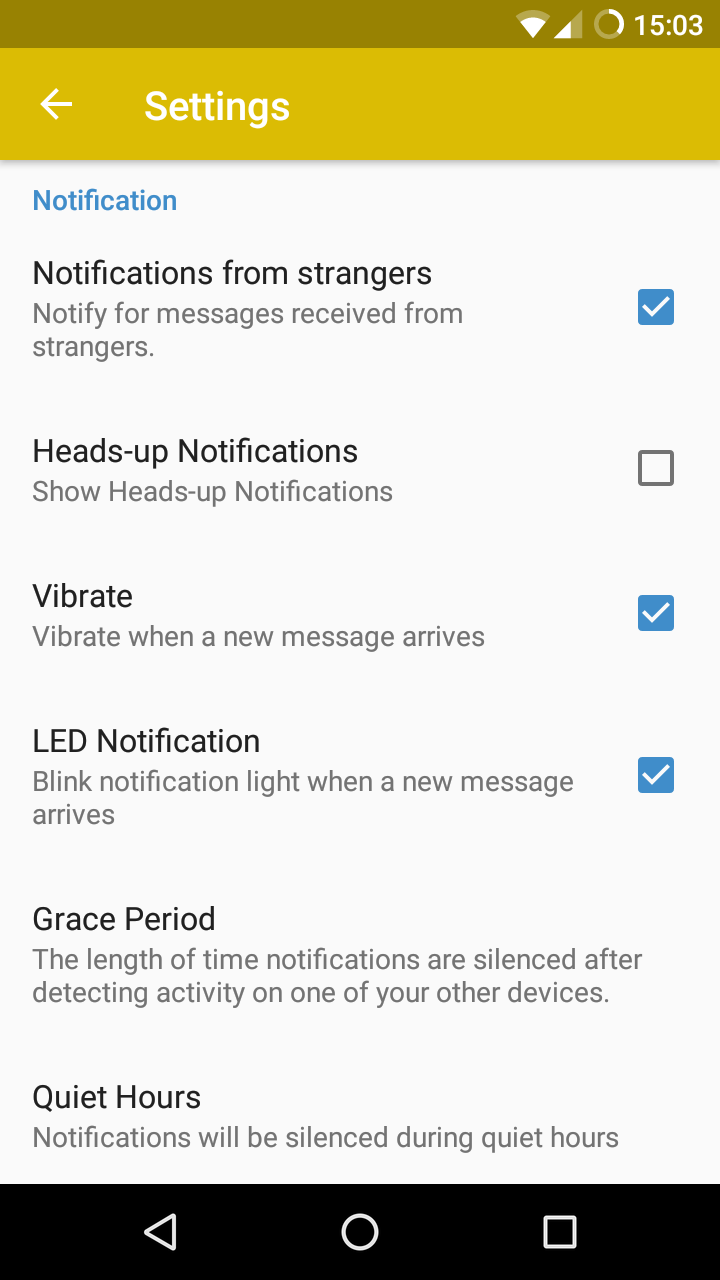 15:03
Settings
Notification
Notifications from strangers
Notify for messages received from
strangers.
Heads-up Notifications
Show Heads-up Notifications
Vibrate
Vibrate when a new message arrives
LED Notification
Blink notification light when a new message
arrives
Grace Period
The length of time notifications are silenced after
detecting activity on one of your other devices.
Quiet Hours
Notifications will be silenced during quiet hours